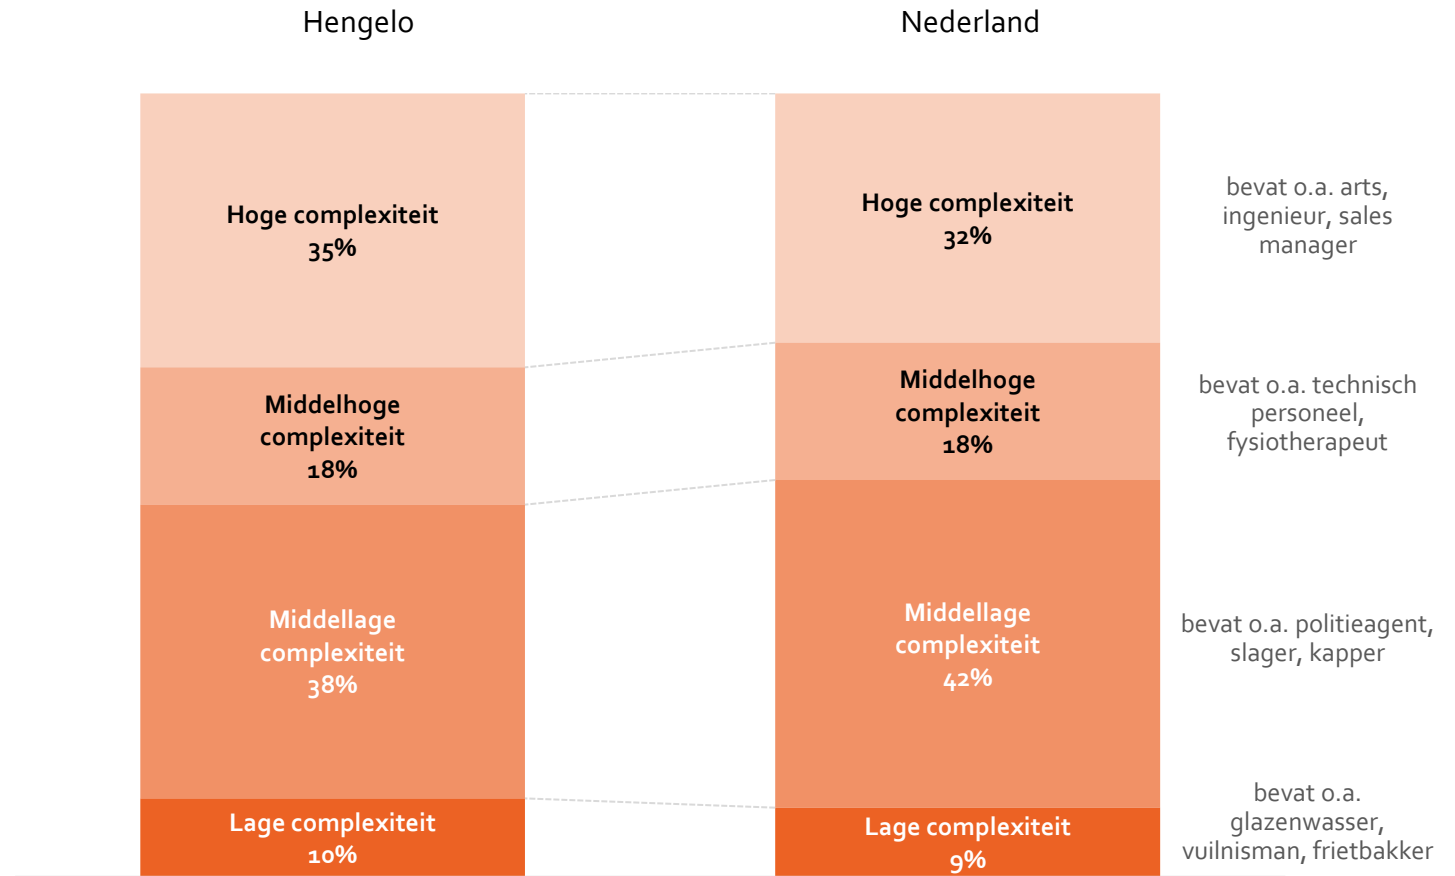 Hengelo
Nederland
Hoge complexiteit
35%
Middelhoge
complexiteit
18%
Middellage
complexiteit
38%
Lage complexiteit
10%
Hoge complexiteit
32%
Middelhoge
complexiteit
18%
Middellage
complexiteit
42%
Lage complexiteit
9%
bevat o.a. arts,
ingenieur, sales
manager
bevat o.a. technisch
personeel,
fysiotherapeut
bevat o.a. politieagent,
slager, kapper
bevat o.a.
glazenwasser,
vuilnisman, frietbakker